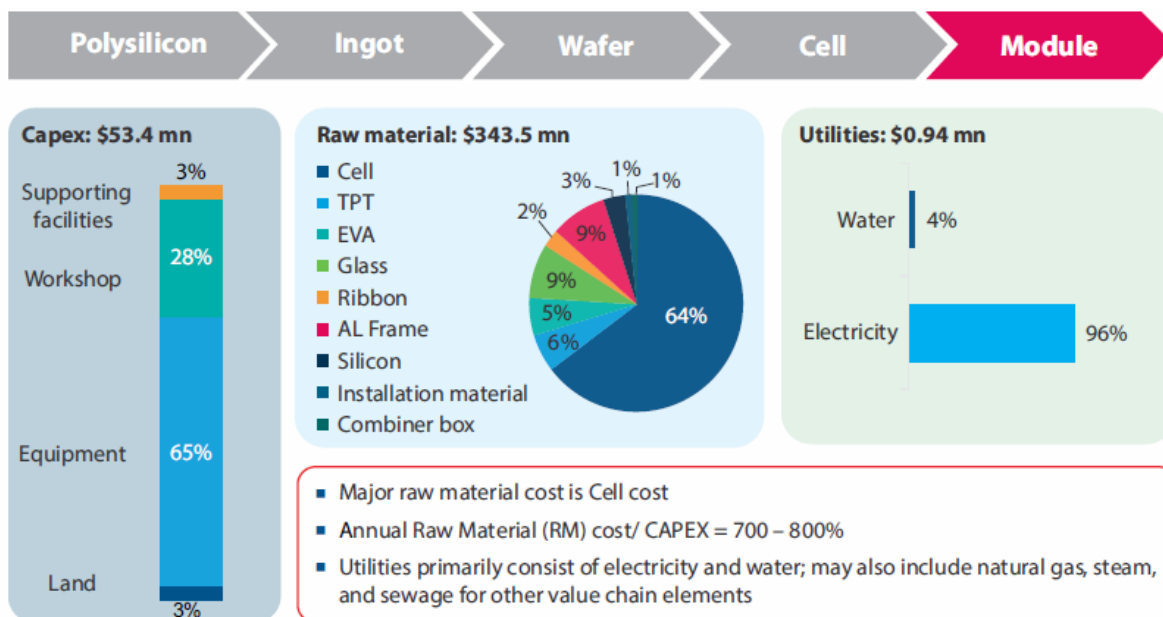 Polysilicon
Ingot
Wafer
Cell
Module
Capex: $53.4 mn
3%
Supporting
facilities
28%
Workshop
Equipment
65%
Land
3%
Raw material: $343.5 mn
Cell
TPT
EVA
Glass
Ribbon
AL Frame
Silicon
Installation material
Combiner box
1%
1%
3%
2%
9%
9%
5%
6%
64%
Utilities: $0.94 mn
Water
4%
Electricity
96%
Major raw material cost is Cell cost
Annual Raw Material (RM) cost/ CAPEX = 700 – 800%
Utilities primarily consist of electricity and water; may also include natural gas, steam,
and sewage for other value chain elements